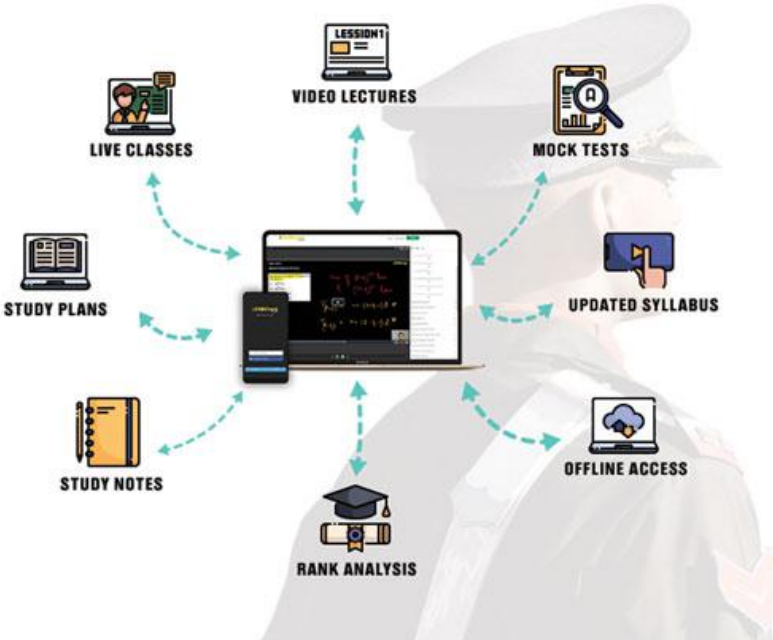 LESSION1
VIDEO LECTURES
LIVE CLASSES
MOCK TESTS
STUDY PLANS
UPDATED SYLLABUS
STUDY NOTES
OFFLINE ACCESS
RANK ANALYSIS